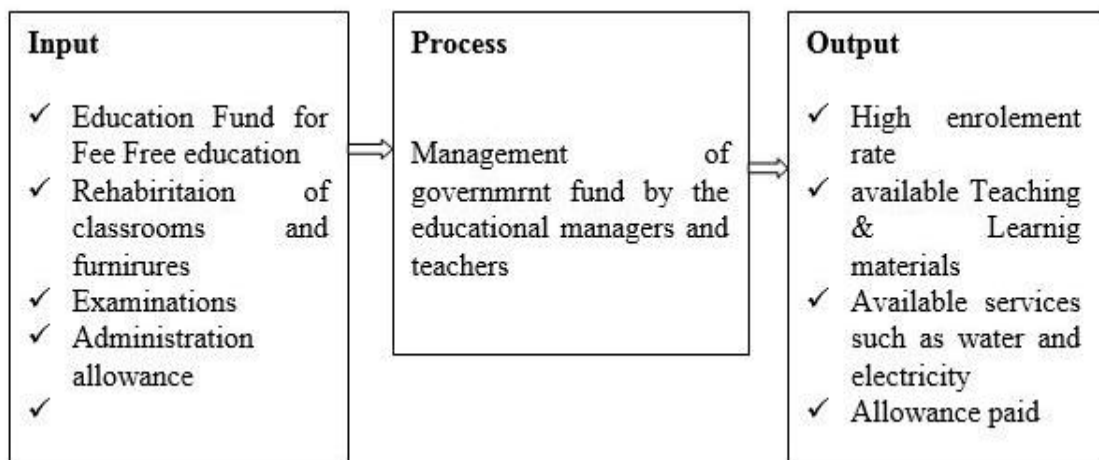 Input
✓ Education Fund for
Fee Free education
✓ Rehabiritaion of
classrooms and
furnirures
✓ Examinations
✓ Administration
allowance
✓
Process
Management of
governmrnt fund by the
educational managers and
teachers
Output
✓ High enrolement
rate
✓ available Teaching
& Learnig
materials
✓ Available services
such as water and
electricity
✓ Allowance paid